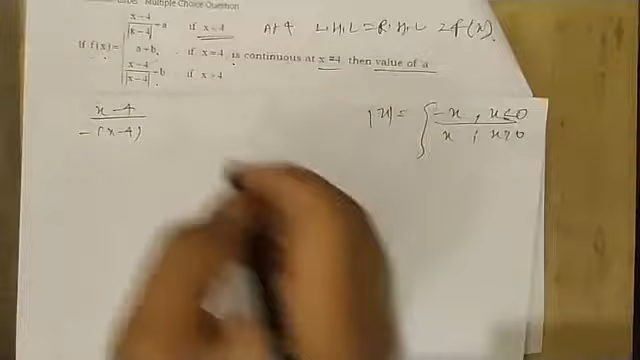 Multiple Choice Question
x−4
|x−4| +a if x<4 At 4 L.H.L = R.H.L = f(x).
If f(x)= a+b, if x=4, is continuous at x=4, then value of a
x−4
|x−4| +b if x>4
x-4
-(x-4)
|x| = -x , x<0
x ; x>0